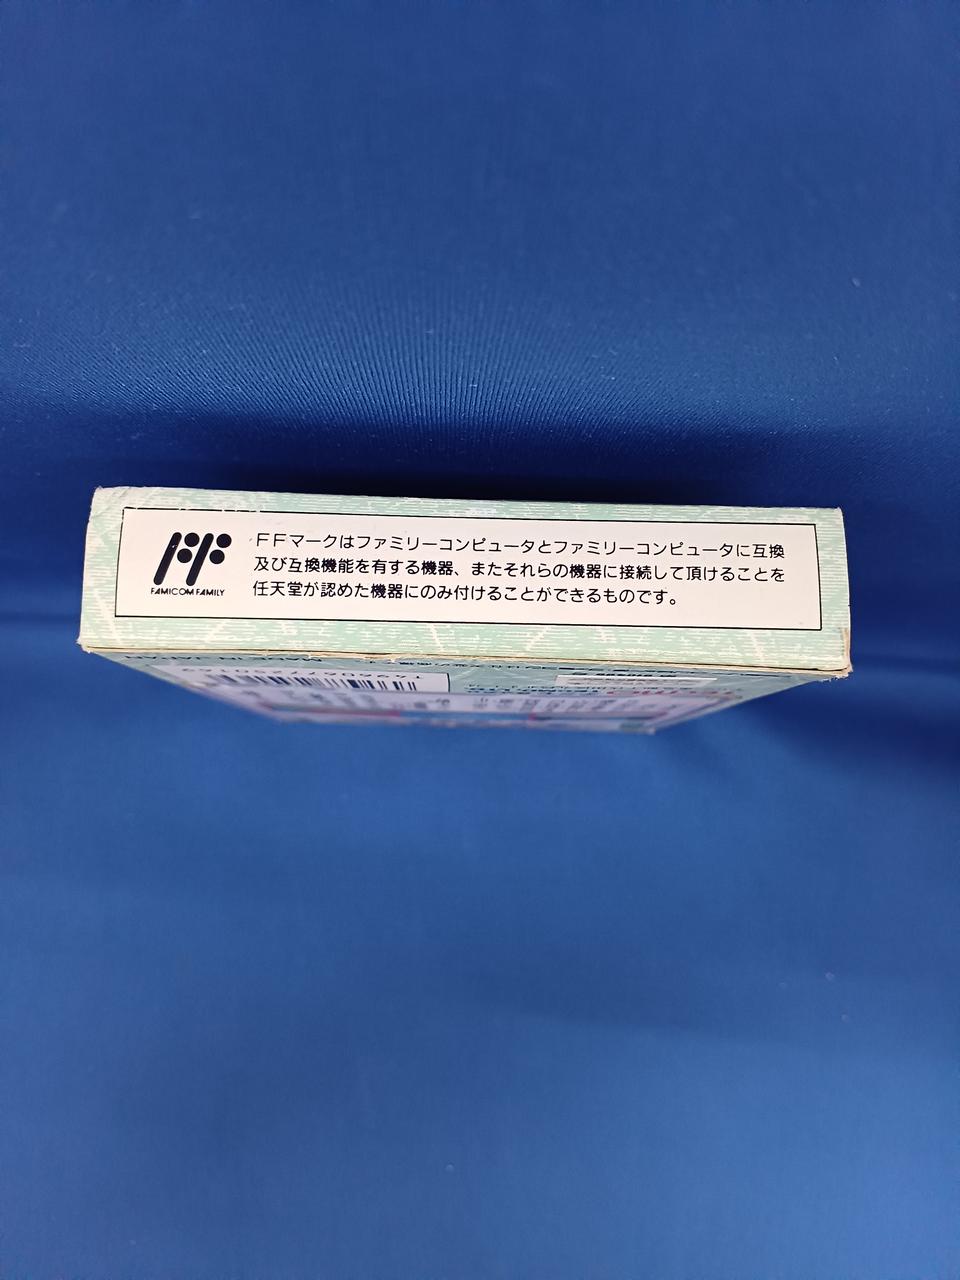 FAMICOM FAMILY
FFマークはファミリーコンピュータとファミリーコンピュータに互換
及び互換機能を有する機器、またそれらの機器に接続して頂けることを
任天堂が認めた機器にのみ付けることができるものです。
MADE IN